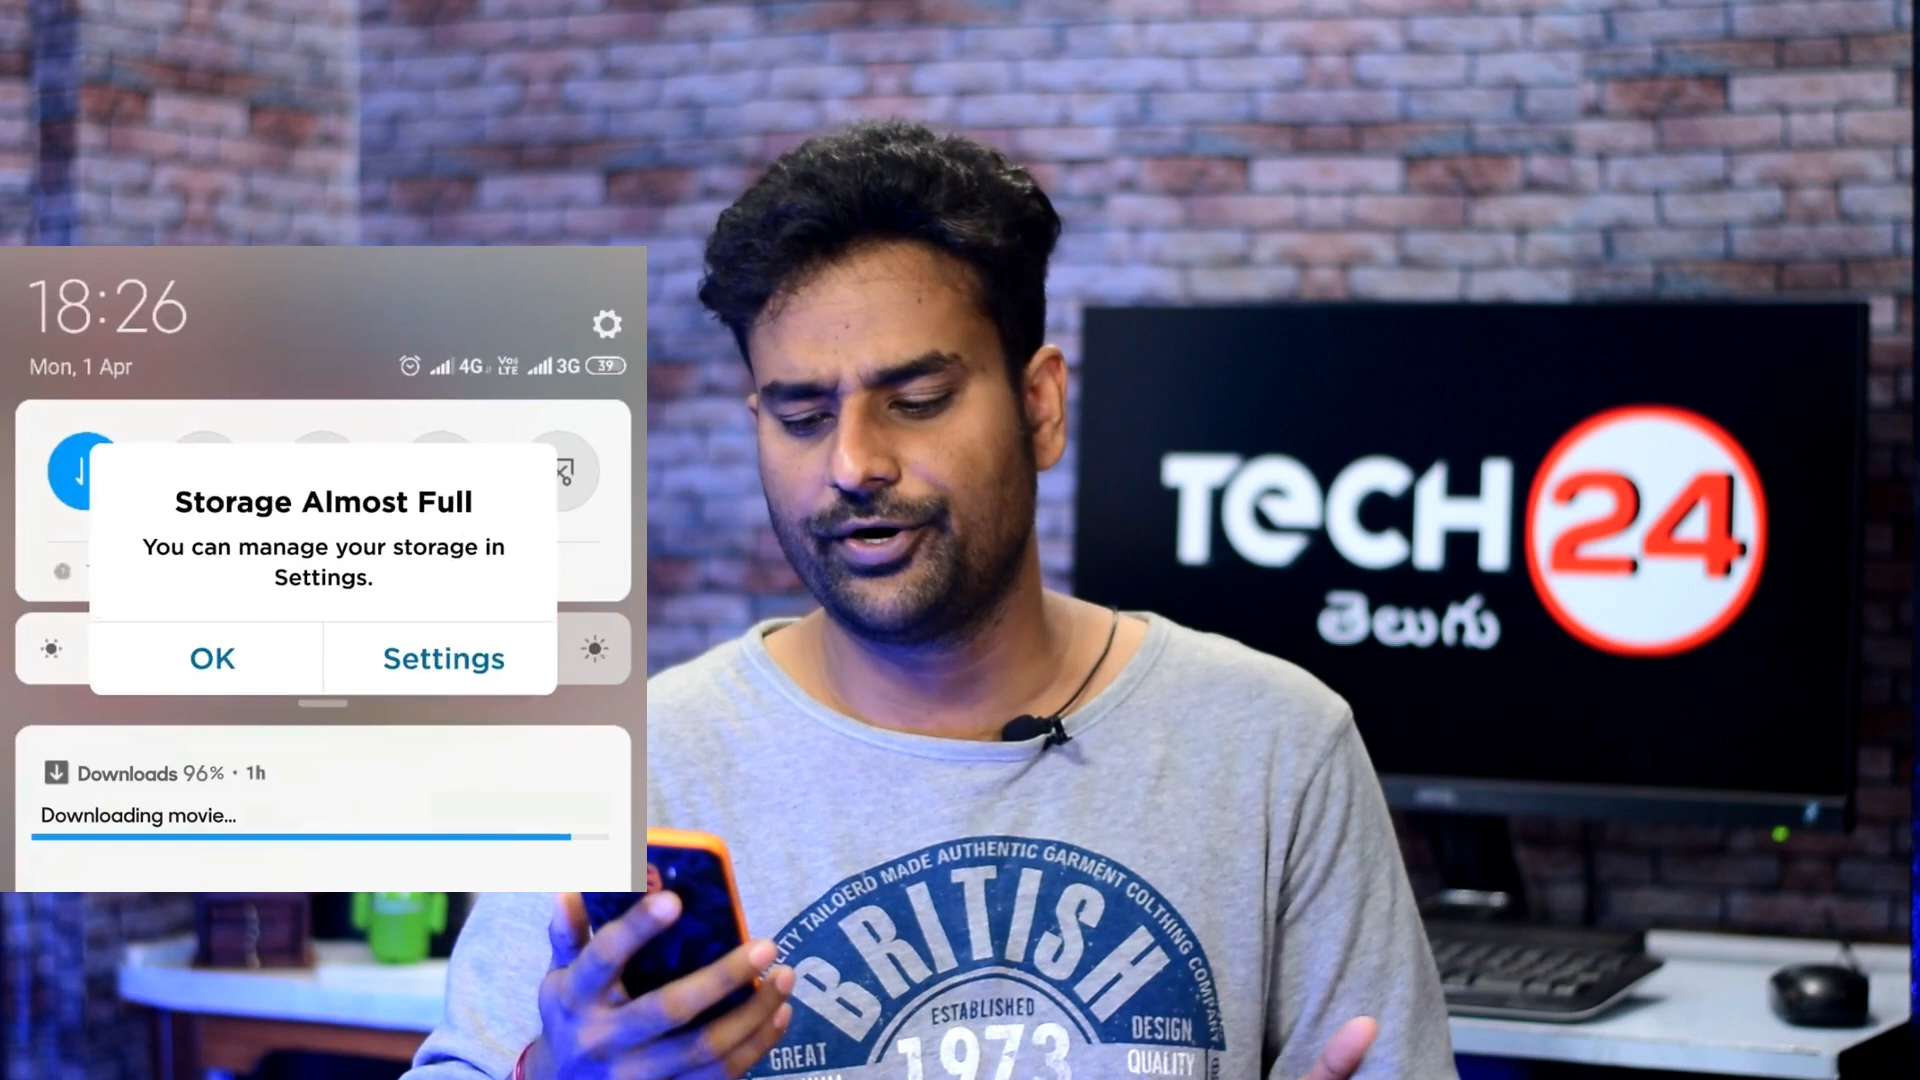 18:26
Mon, 1 Apr
4G Vo) LTE 3G 39
Storage Almost Full
You can manage your storage in
Settings.
OK
Settings
Downloads 96% · 1h
Downloading movie...
TECH 24
తెలుగు
TAILOERD MADE AUTHENTIC GARMENT COLTHING COMPANY
BRITISH
ESTABLISHED
1973
GREAT
DESIGN
QUALITY